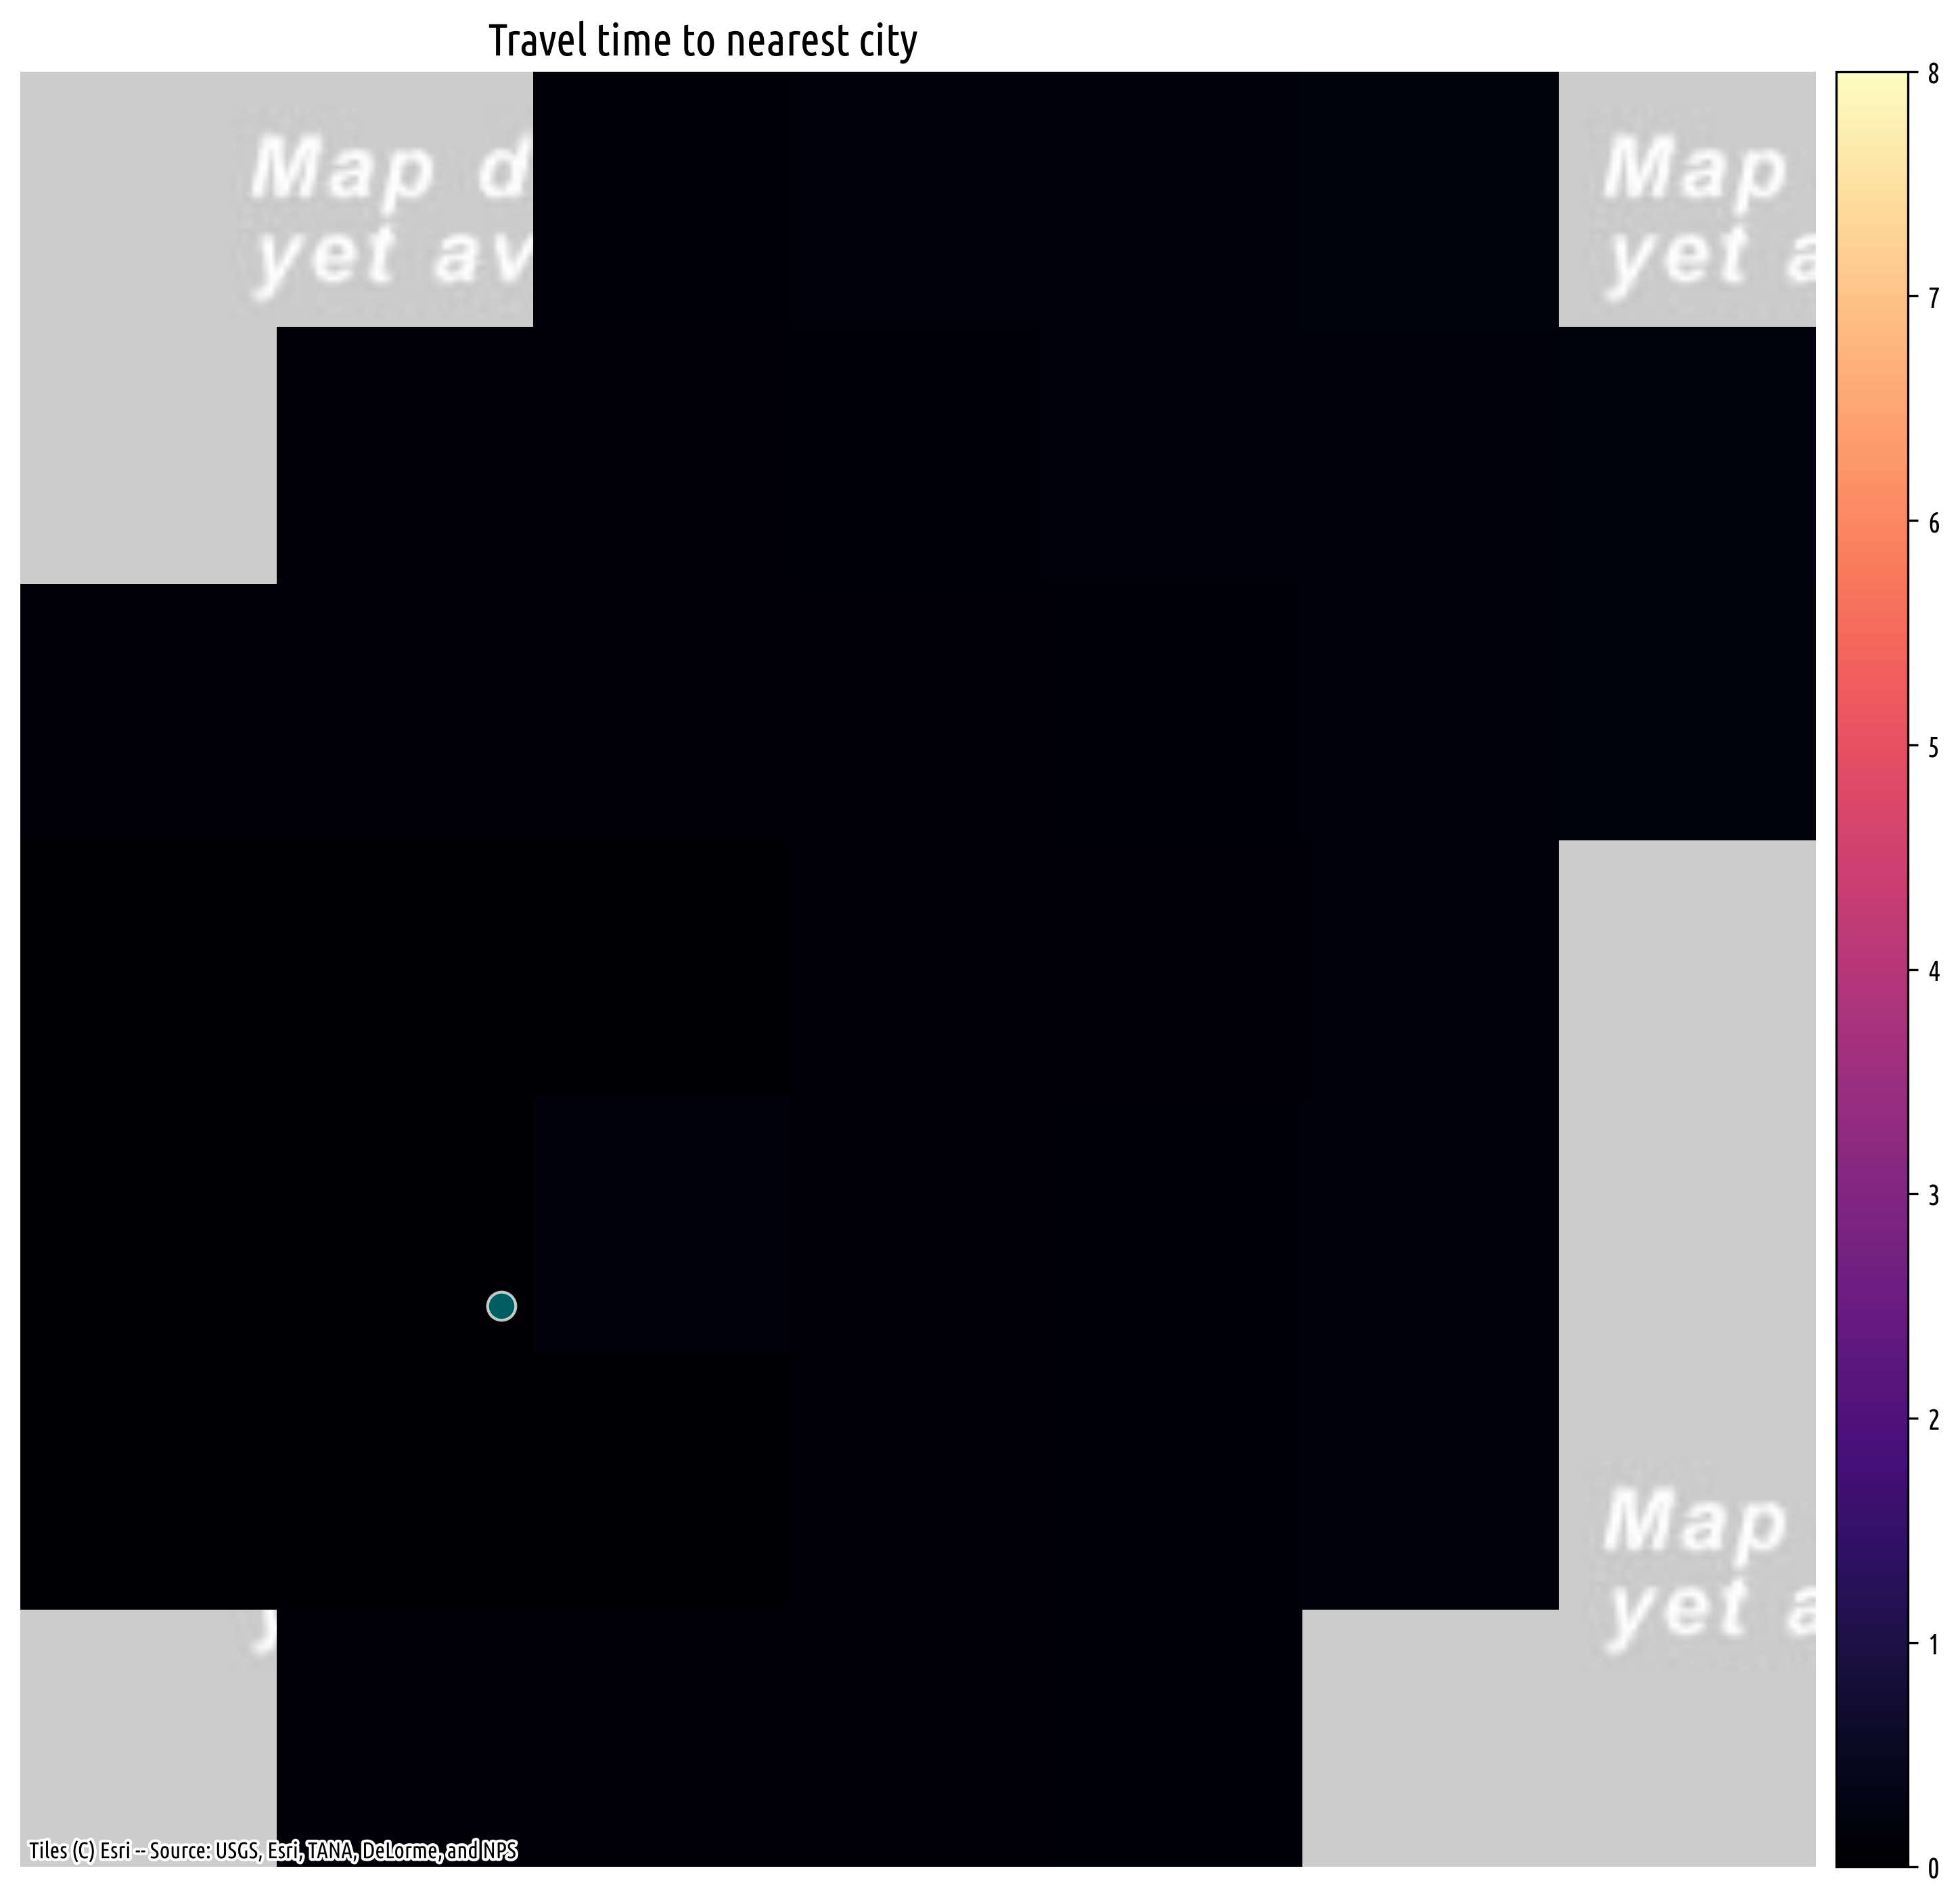 Travel time to nearest city
Map d
yet av
Map
yet a
8
7
6
5
4
3
2
1
0
Map
yet a
y
Tiles (C) Esri -- Source: USGS, Esri, TANA, DeLorme, and NPS